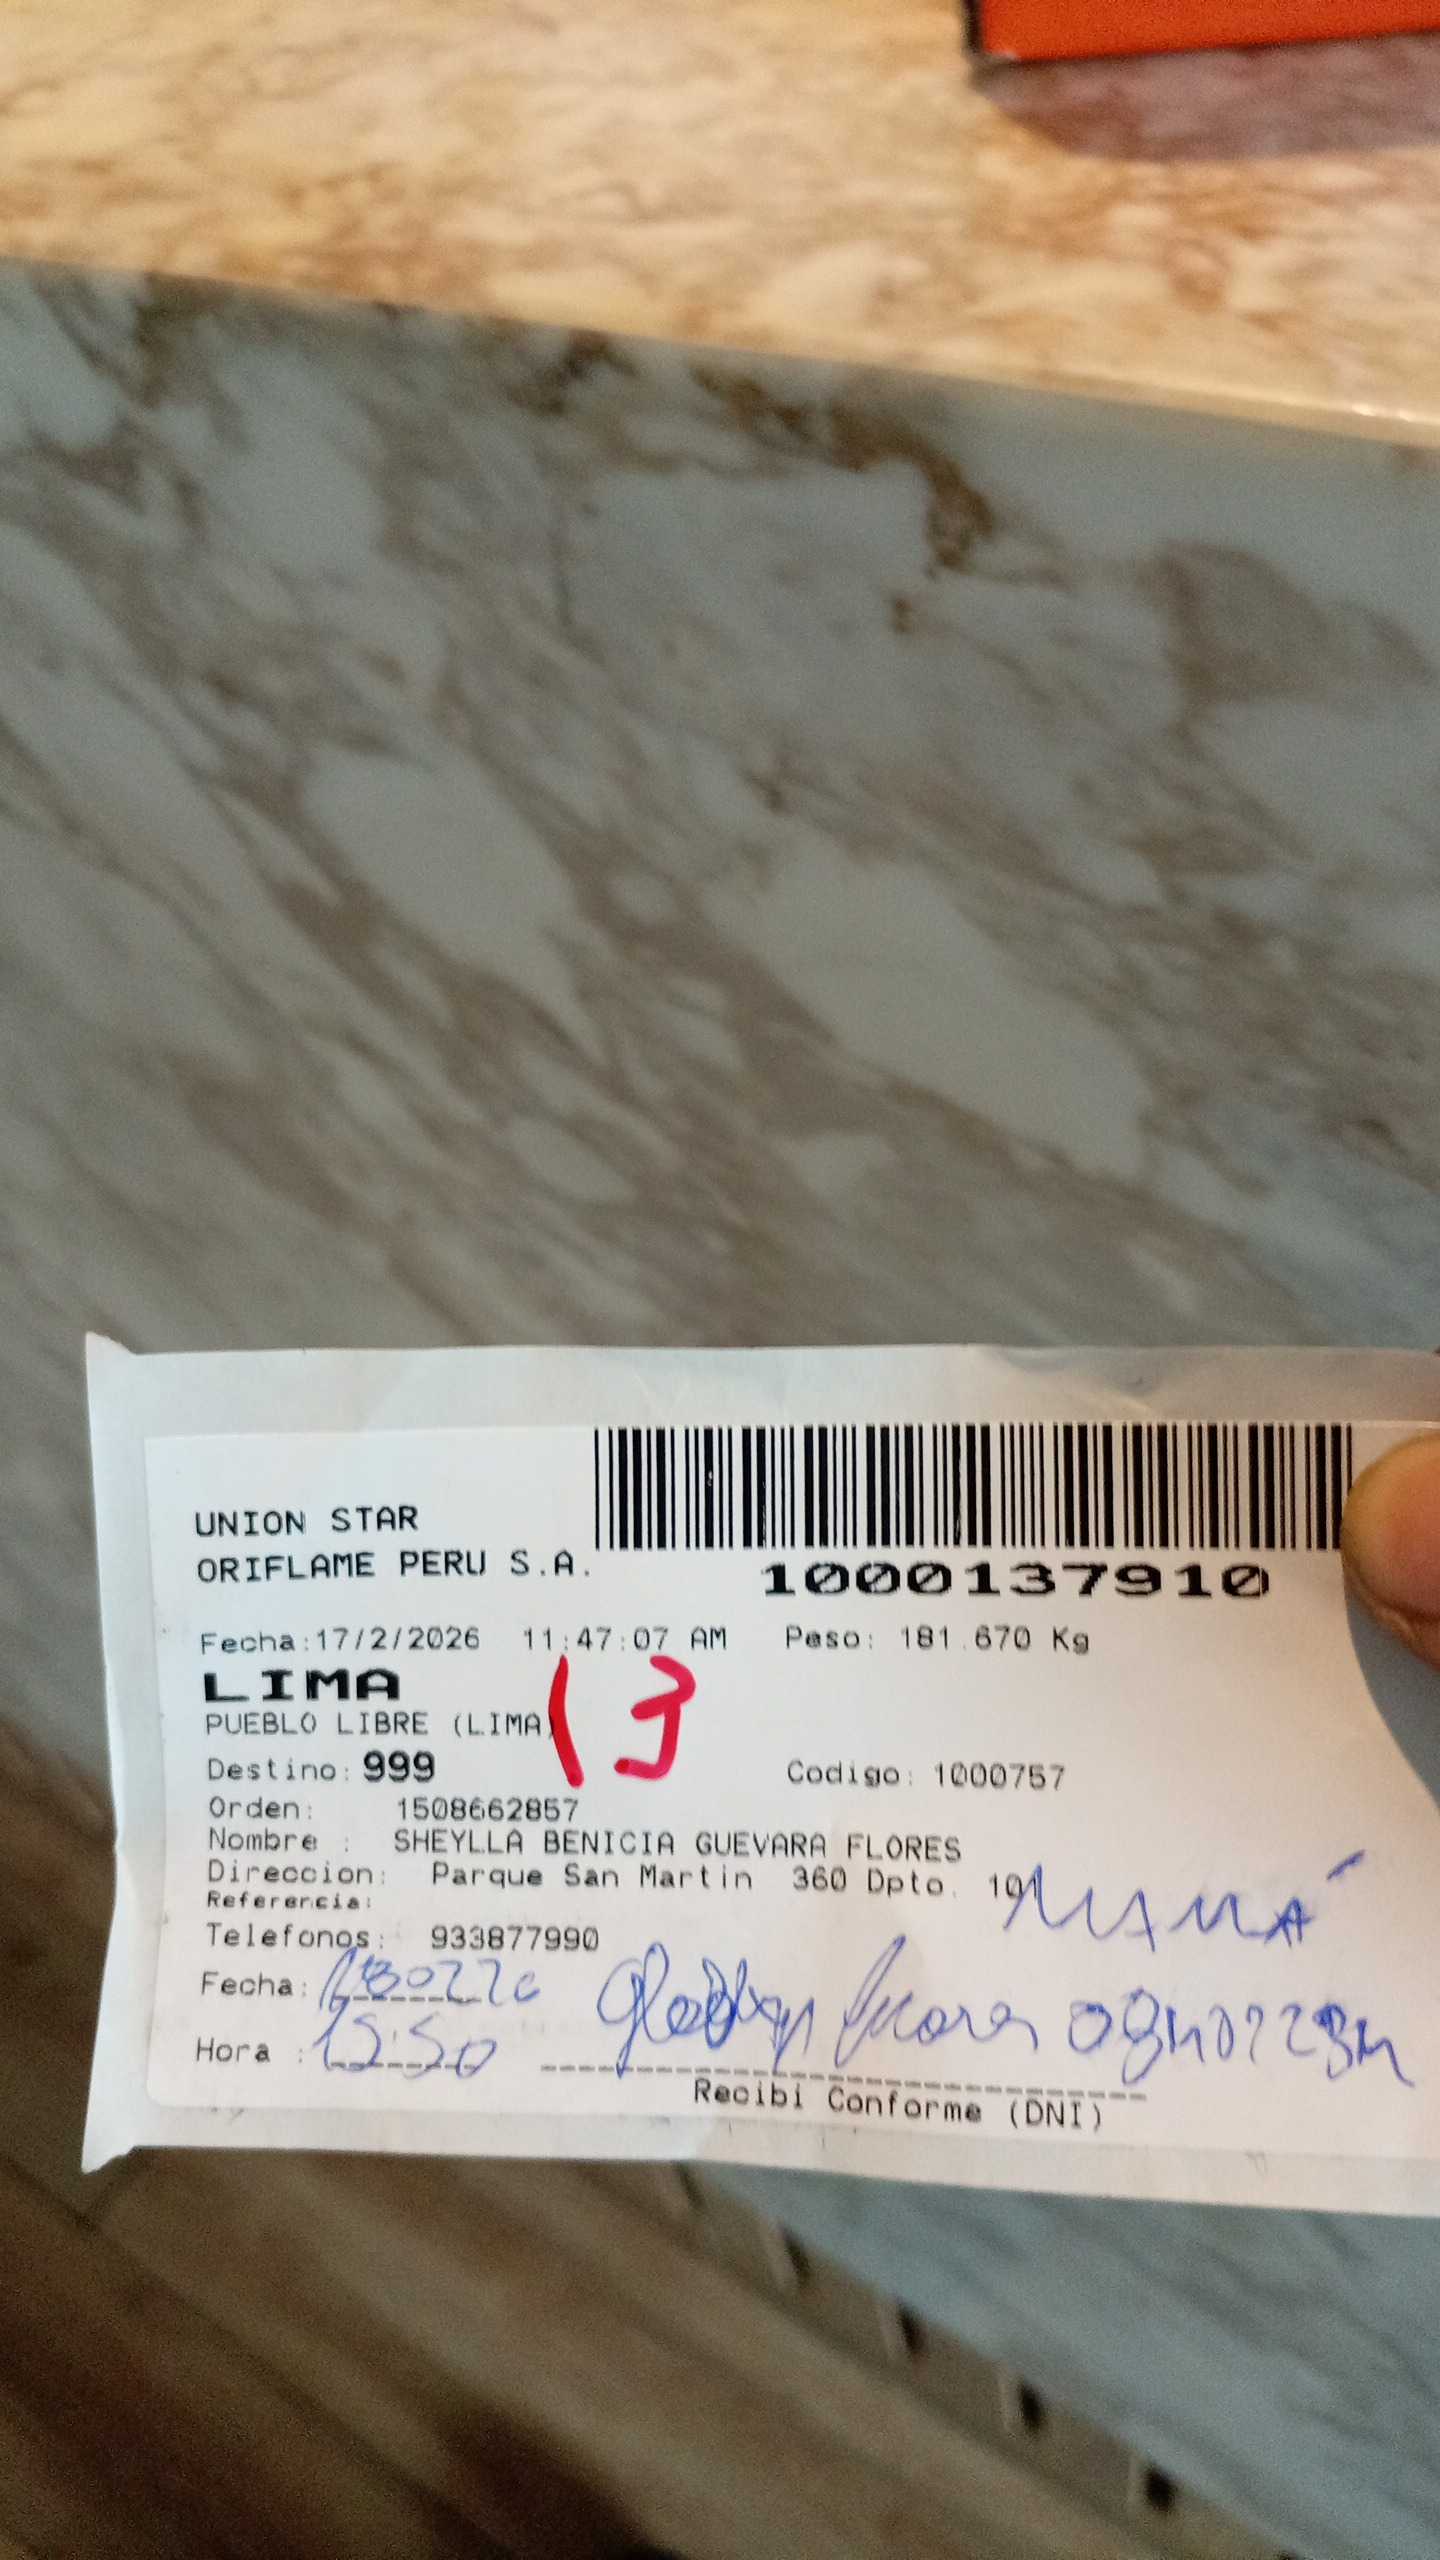 UNION STAR
ORIFLAME PERU S.A.
1000137910
Fecha:17/2/2026 11:47:07 AM Peso: 181.670 Kg
LIMA
13
PUEBLO LIBRE (LIMA)
Destino: 999 Codigo: 1000757
Orden: 1508662857
Nombre : SHEYLLA BENICIA GUEVARA FLORES
Direccion: Parque San Martin 360 Dpto. 101
Referencia:
MAMÁ
Telefonos: 933877990
Fecha:
Hora : 15:50
Recibi Conforme (DNI)